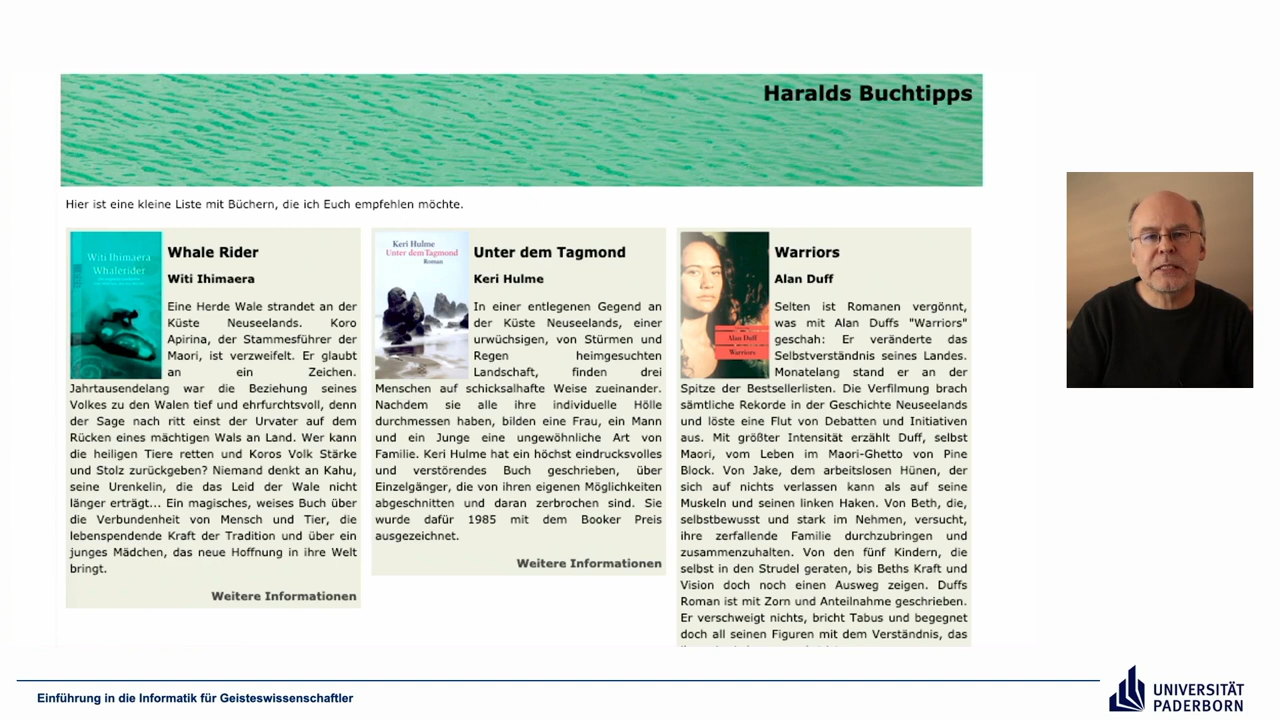 Haralds Buchtipps
Hier ist eine kleine Liste mit Büchern, die ich Euch empfehlen möchte.
Witi Ihimaera
Whalerider
Whale Rider
Witi Ihimaera
Eine Herde Wale strandet an der
Küste Neuseelands. Koro
Apirina, der Stammesführer der
Maori, ist verzweifelt. Er glaubt
an ein Zeichen.
Jahrtausendelang war die Beziehung seines
Volkes zu den Walen tief und ehrfurchtsvoll, denn
der Sage nach ritt einst der Urvater auf dem
Rücken eines mächtigen Wals an Land. Wer kann
die heiligen Tiere retten und Koros Volk Stärke
und Stolz zurückgeben? Niemand denkt an Kahu,
seine Urenkelin, die das Leid der Wale nicht
länger erträgt... Ein magisches, weises Buch über
die Verbundenheit von Mensch und Tier, die
lebenspendende Kraft der Tradition und über ein
junges Mädchen, das neue Hoffnung in ihre Welt
bringt.
Weitere Informationen
Keri Hulme
Unter dem Tagmond
Roman
Unter dem Tagmond
Keri Hulme
In einer entlegenen Gegend an
der Küste Neuseelands, einer
urwüchsigen, von Stürmen und
Regen heimgesuchten
Landschaft, finden drei
Menschen auf schicksalhafte Weise zueinander.
Nachdem sie alle ihre individuelle Hölle
durchmessen haben, bilden eine Frau, ein Mann
und ein Junge eine ungewöhnliche Art von
Familie. Keri Hulme hat ein höchst eindrucksvolles
und verstörendes Buch geschrieben, über
Einzelgänger, die von ihren eigenen Möglichkeiten
abgeschnitten und daran zerbrochen sind. Sie
wurde dafür 1985 mit dem Booker Preis
ausgezeichnet.
Weitere Informationen
Alan Duff
Warriors
Warriors
Alan Duff
Selten ist Romanen vergönnt,
was mit Alan Duffs "Warriors"
geschah: Er veränderte das
Selbstverständnis seines Landes.
Monatelang stand er an der
Spitze der Bestsellerlisten. Die Verfilmung brach
sämtliche Rekorde in der Geschichte Neuseelands
und löste eine Flut von Debatten und Initiativen
aus. Mit größter Intensität erzählt Duff, selbst
Maori, vom Leben im Maori-Ghetto von Pine
Block. Von Jake, dem arbeitslosen Hünen, der
sich auf nichts verlassen kann als auf seine
Muskeln und seinen linken Haken. Von Beth, die,
selbstbewusst und stark im Nehmen, versucht,
ihre zerfallende Familie durchzubringen und
zusammenzuhalten. Von den fünf Kindern, die
selbst in den Strudel geraten, bis Beths Kraft und
Vision doch noch einen Ausweg zeigen. Duffs
Roman ist mit Zorn und Anteilnahme geschrieben.
Er verschweigt nichts, bricht Tabus und begegnet
doch all seinen Figuren mit dem Verständnis, das
Einführung in die Informatik für Geisteswissenschaftler
UNIVERSITÄT
PADERBORN